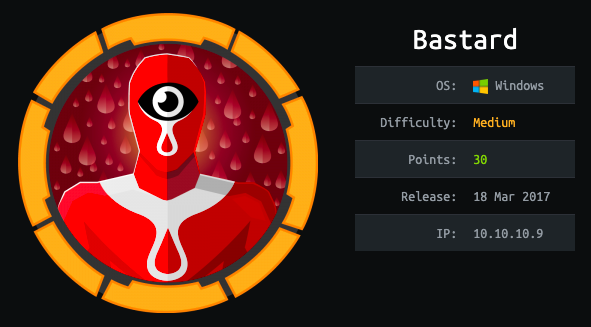 Bastard
OS: Windows
Difficulty: Medium
Points: 30
Release: 18 Mar 2017
IP: 10.10.10.9